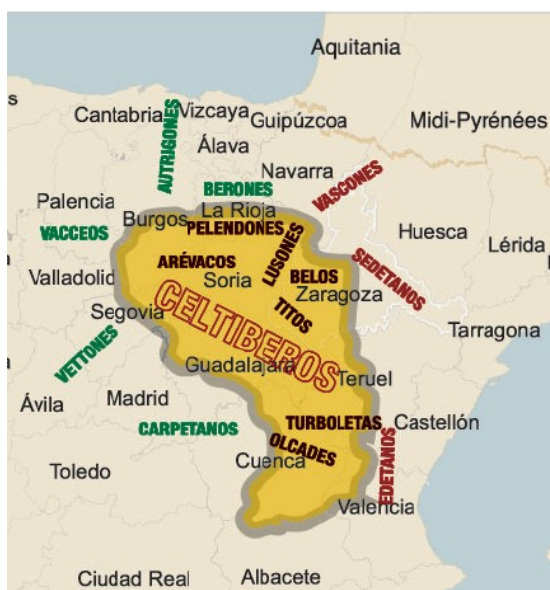 Aquitania
s
Cantabria
Vizcaya
Guipúzcoa
Midi-Pyrénées
AUTRIGONES
Álava
Navarra
BERONES
VASCONES
Palencia
La Rioja
Burgos
PELENDONES
Huesca
VACCEOS
Lérida
ARÉVACOS
LUSONES
SEDETANOS
Valladolid
Soria
BELOS
Zaragoza
Segovia
TITOS
CELTIBEROS
Tarragona
VETTONES
Guadalajara
Teruel
Ávila
Madrid
CARPETANOS
TURBOLETAS
Castellón
OLCADES
Toledo
Cuenca
EDETANOS
Valencia
Ciudad Real
Albacete